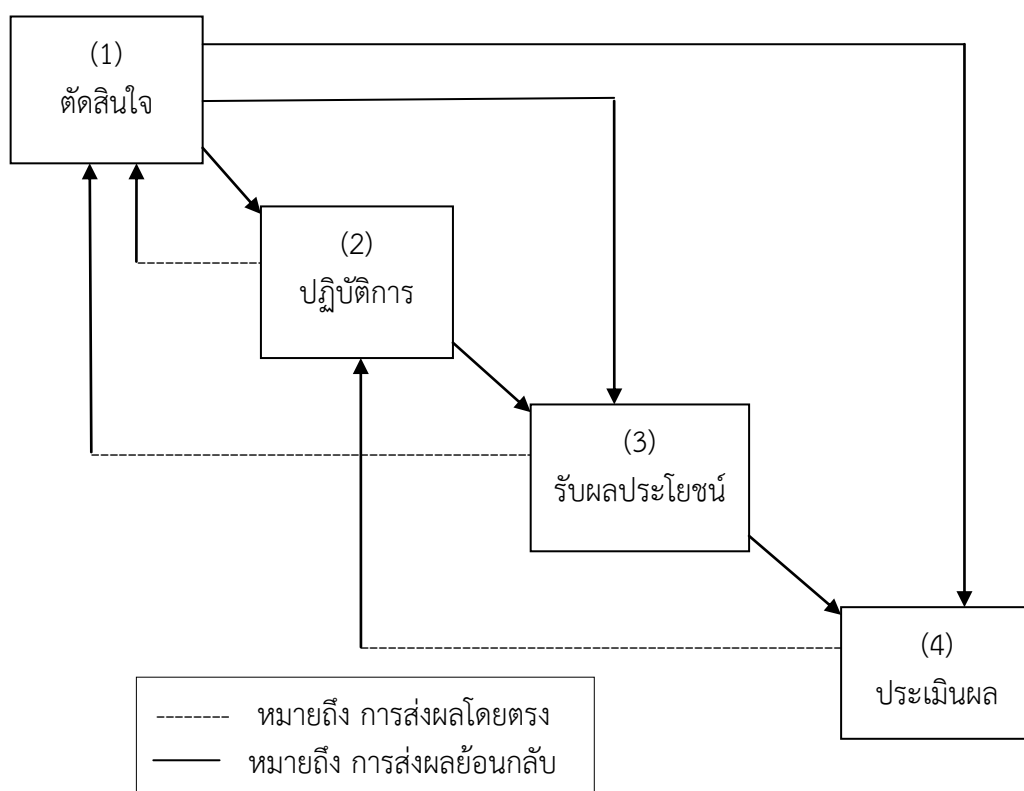 (1)
ตัดสินใจ
(2)
ปฏิบัติการ
(3)
รับผลประโยชน์
(4)
ประเมินผล
หมายถึง การส่งผลโดยตรง
หมายถึง การส่งผลย้อนกลับ